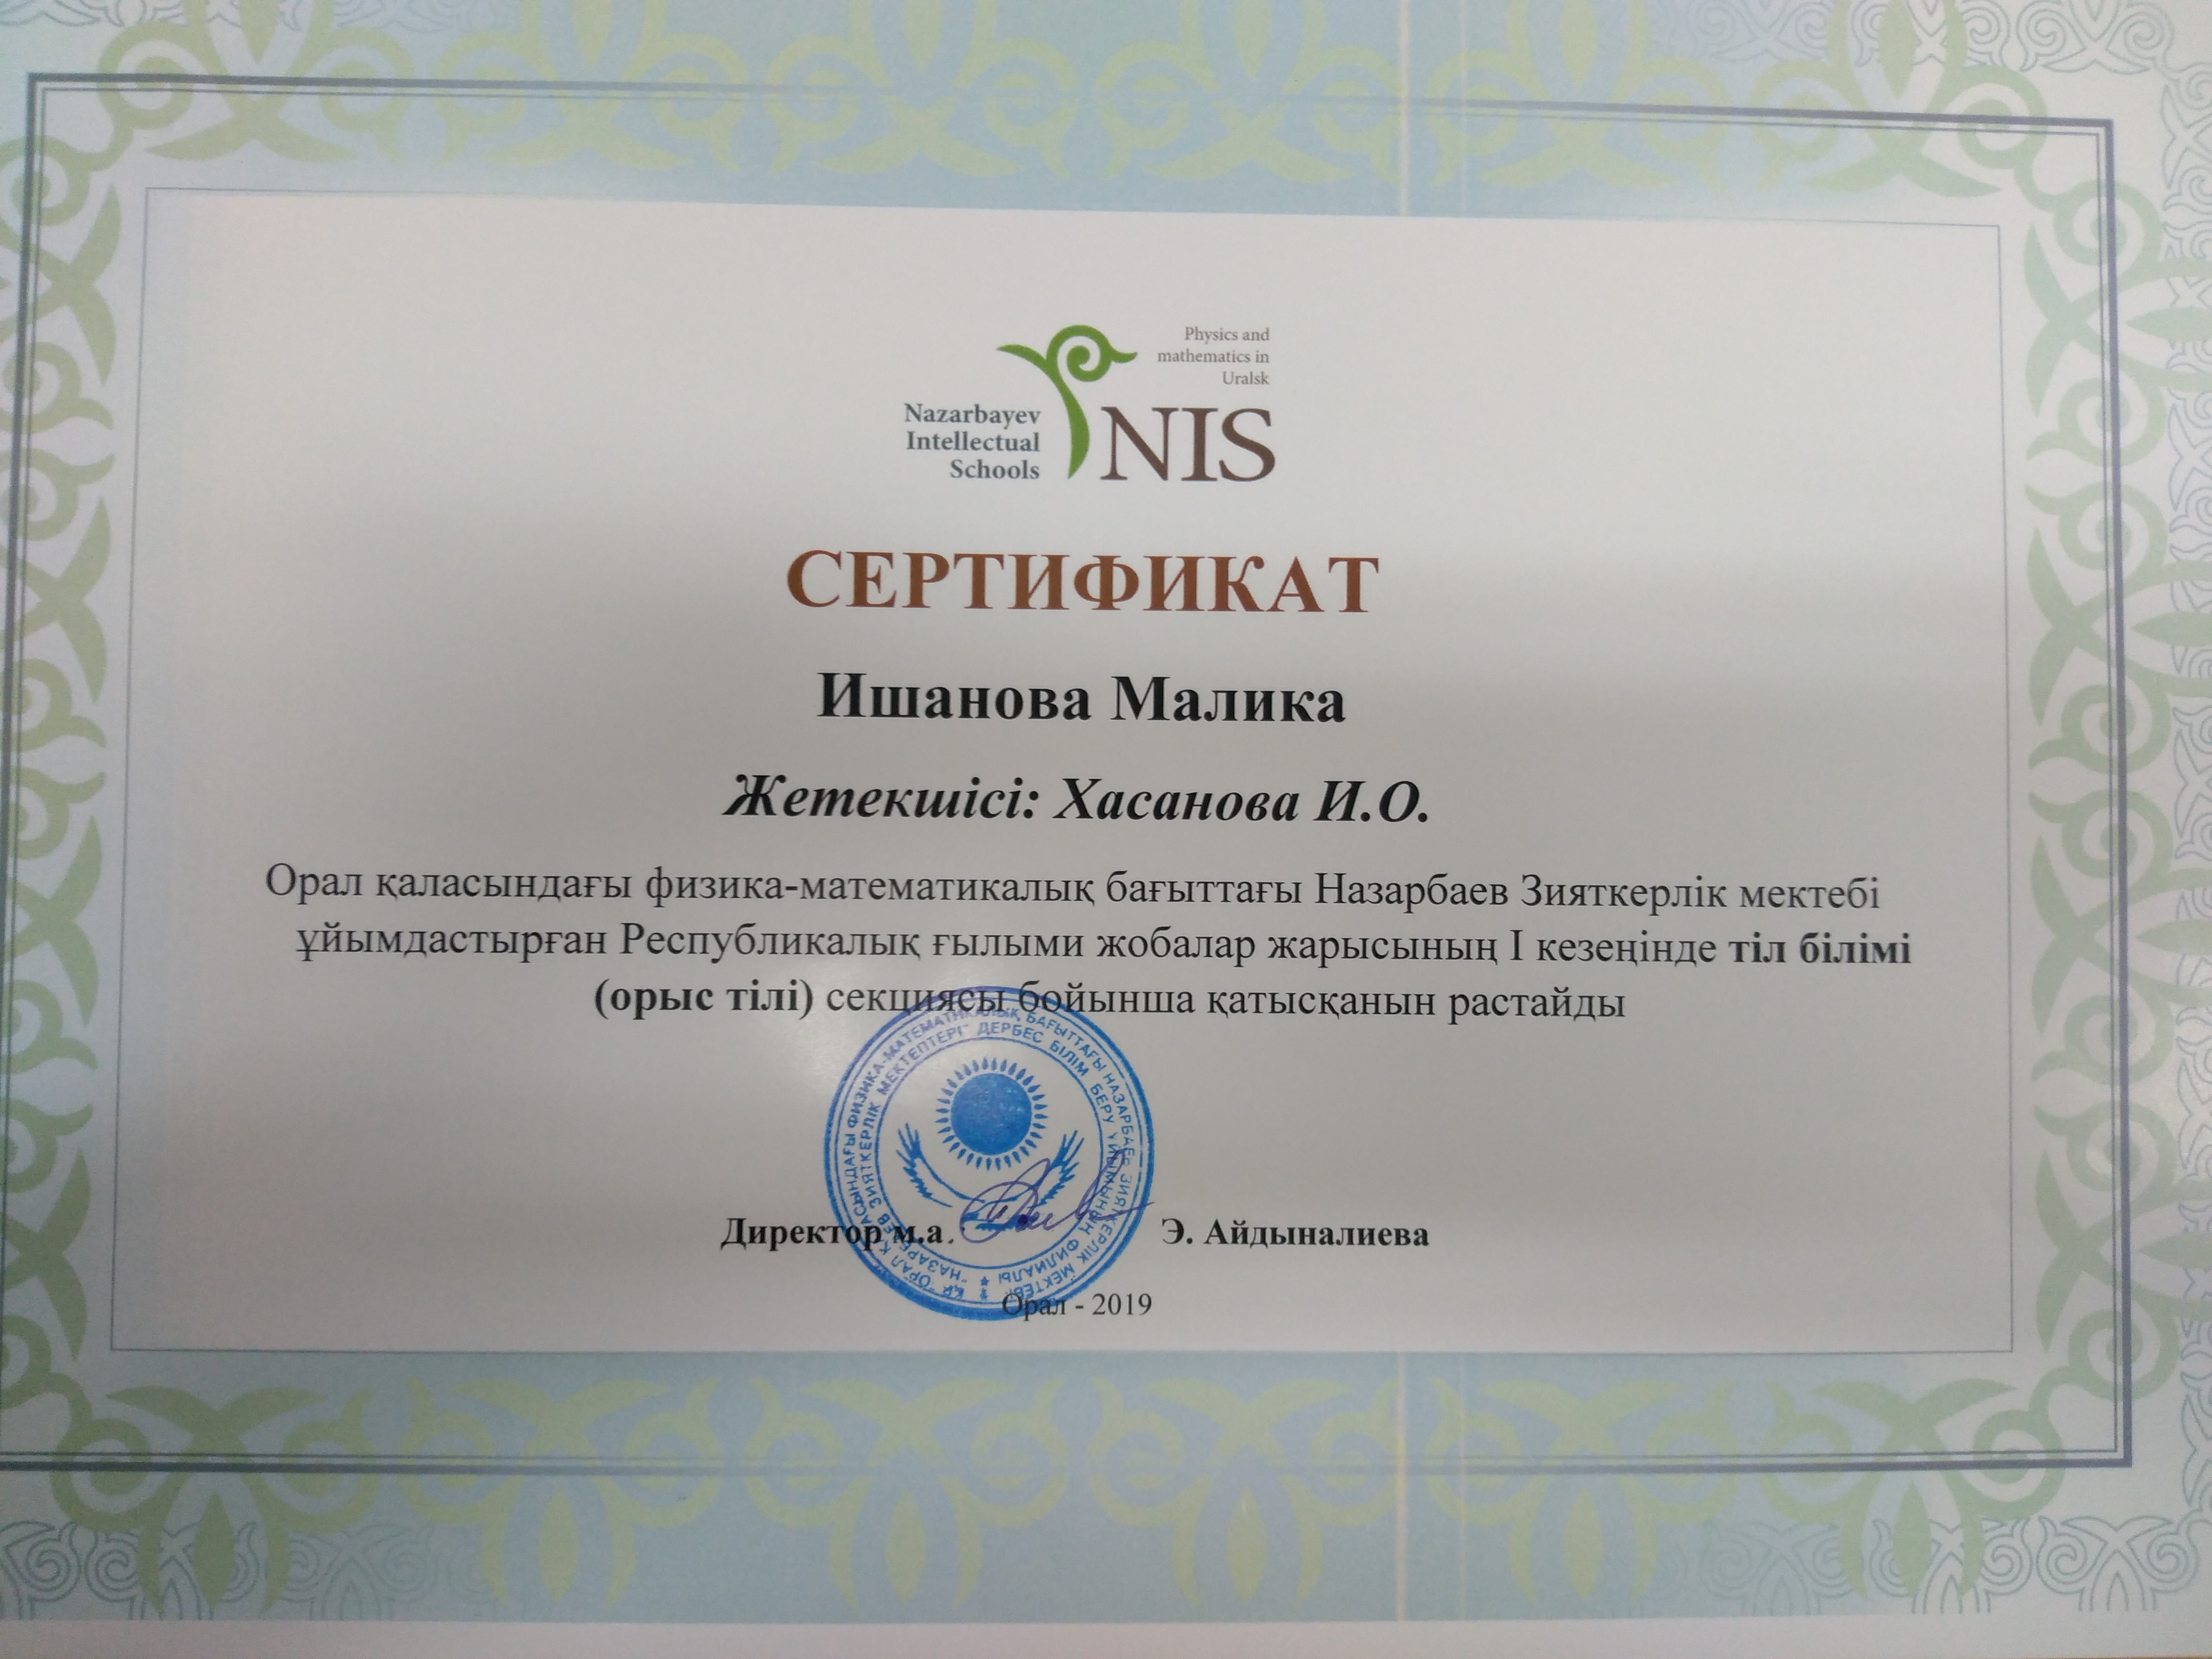 Physics and
mathematics in
Uralsk
Nazarbayev
Intellectual
Schools
NIS
СЕРТИФИКАТ
Ишанова Малика
Жетекшісі: Хасанова И.О.
Орал қаласындағы физика-математикалық бағыттағы Назарбаев Зияткерлік мектебі
ұйымдастырған Республикалық ғылыми жобалар жарысының І кезеңінде тіл білімі
(орыс тілі) секциясы бойынша қатысқанын растайды
ҚР "ОРАЛ ҚАЛАСЫНДАҒЫ ФИЗИКА-МАТЕМАТИКАЛЫҚ БАҒЫТТАҒЫ НАЗАРБАЕВ ЗИЯТКЕРЛІК МЕКТЕБІ"
"НАЗАРБАЕВ ЗИЯТКЕРЛІК МЕКТЕПТЕРІ" ДЕРБЕС БІЛІМ БЕРУ ҰЙЫМЫНЫҢ ФИЛИАЛЫ
Директор м.а. Э. Айдыналиева
Орал - 2019